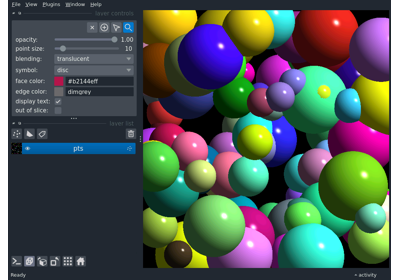 File View Plugins Window Help
layer controls
opacity: 1.00
point size: 10
blending: translucent
symbol: disc
face color: #b2144eff
edge color: dimgrey
display text:
out of slice:
layer list
pts
Ready
activity